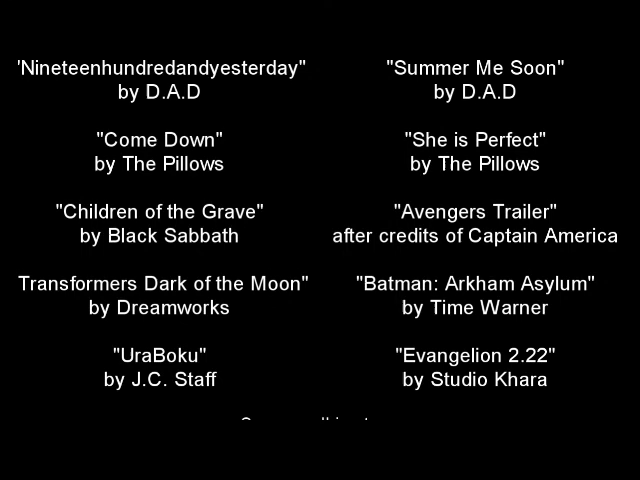 'Nineteenhundredandyesterday"
by D.A.D
"Summer Me Soon"
by D.A.D
"Come Down"
by The Pillows
"She is Perfect"
by The Pillows
"Children of the Grave"
by Black Sabbath
"Avengers Trailer"
after credits of Captain America
Transformers Dark of the Moon"
by Dreamworks
"Batman: Arkham Asylum"
by Time Warner
"UraBoku"
by J.C. Staff
"Evangelion 2.22"
by Studio Khara